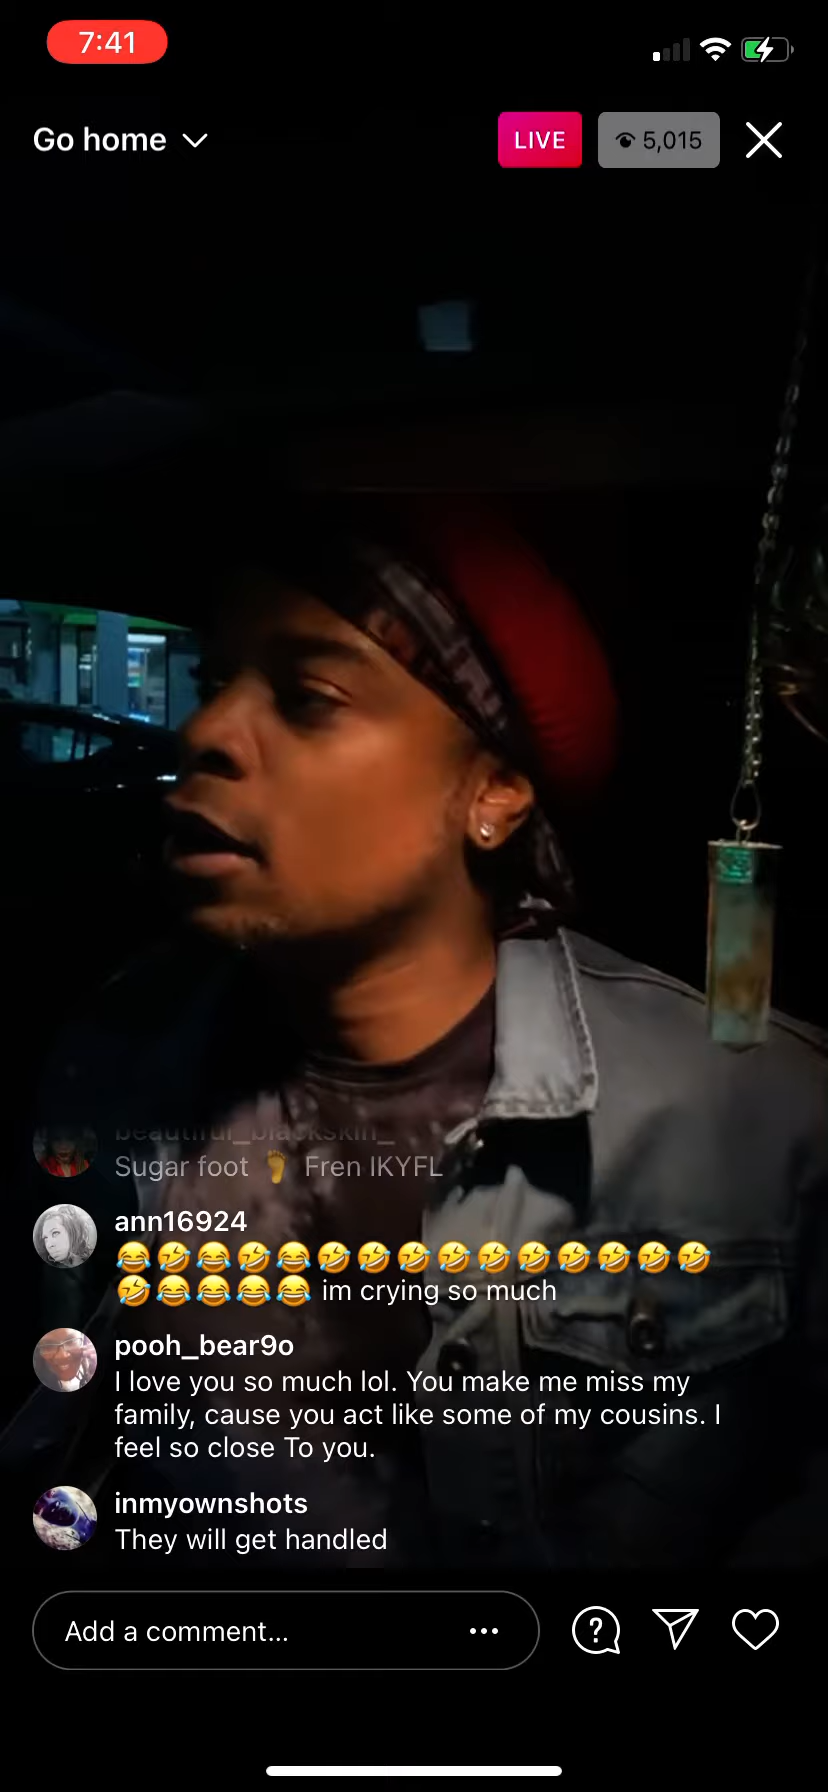 7:41
Go home
LIVE
5,015
beautiful_blackskin_
Sugar foot 🦶 Fren IKYFL
ann16924
😂🤣😂🤣😂🤣🤣🤣🤣🤣🤣🤣🤣🤣🤣
🤣😂😂😂😂 im crying so much
pooh_bear9o
I love you so much lol. You make me miss my
family, cause you act like some of my cousins. I
feel so close To you.
inmyownshots
They will get handled
Add a comment...